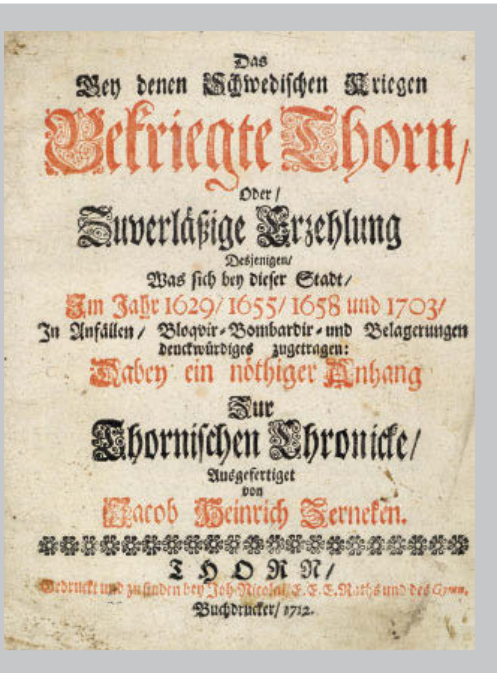 Das
Bey denen Schwedischen Kriegen
Bekriegte Thorn/
Oder/
Zuverläßige Erzehlung
Desjenigen/
Was sich bey dieser Stadt/
Im Jahr 1629/ 1655/ 1658 und 1703/
In Anfällen/ Bloqvir-Bombardir-und Belagerungen
denckwürdiges zugetragen:
Dabey ein nöthiger Anhang
Zur
Thornischen Chronicke/
Ausgefertiget
von
Jacob Heinrich Zerneken.
THORN/
Gedruckt und zu finden bey Joh. Nicolai, E. E. E. Raths und des Gymn.
Buchdrucker/ 1712.